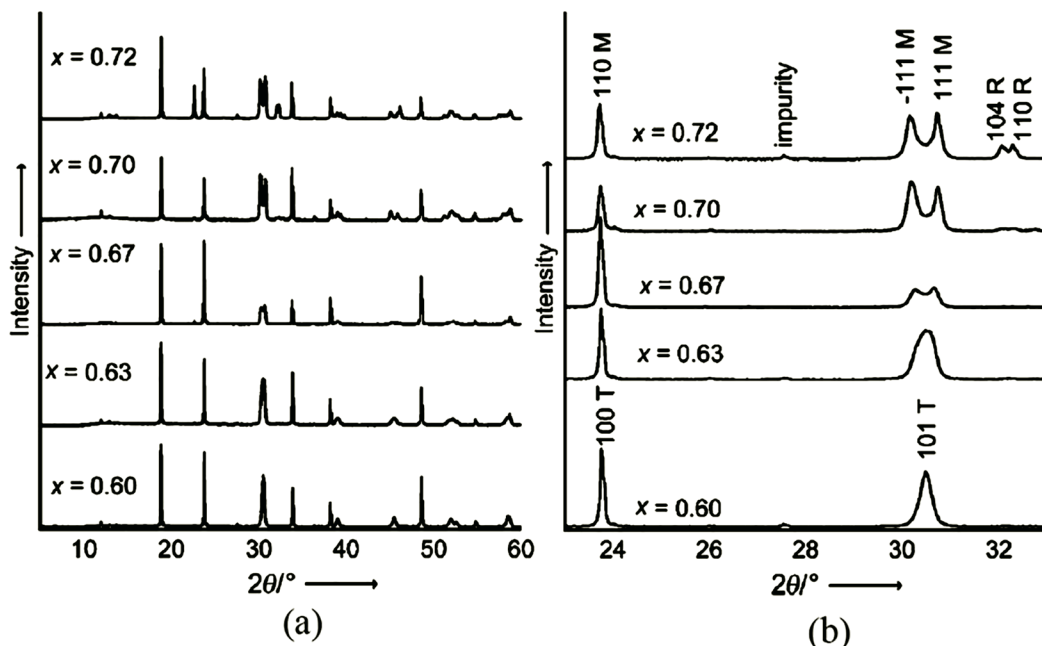 x = 0.72
x = 0.70
x = 0.67
x = 0.63
x = 0.60
Intensity
10 20 30 40 50 60
2θ/°
(a)
110 M
impurity
-111 M
111 M
104 R
110 R
x = 0.72
x = 0.70
x = 0.67
x = 0.63
100 T
101 T
x = 0.60
Intensity
24 26 28 30 32
2θ/°
(b)